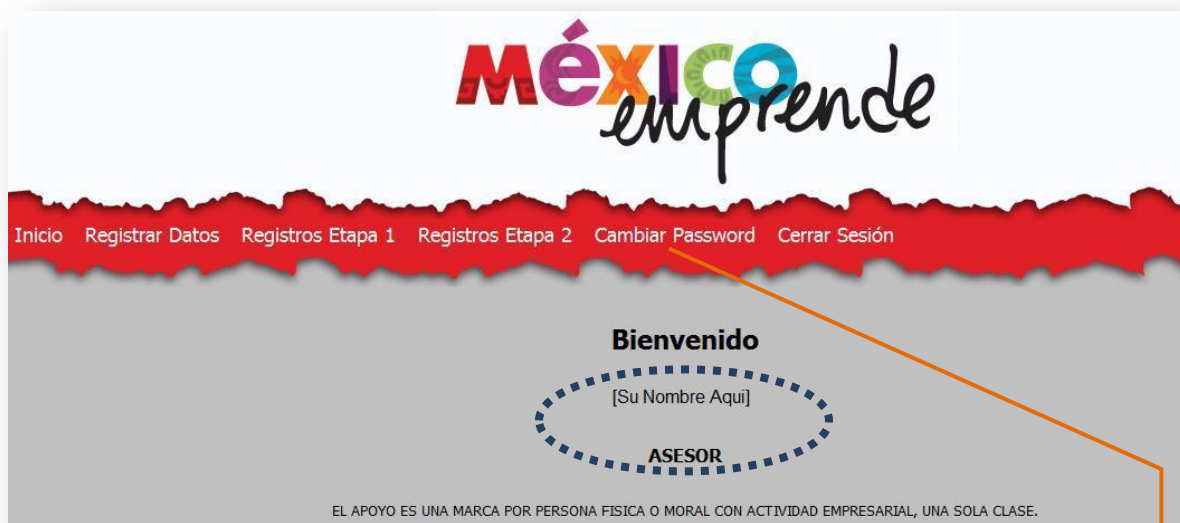 México
emprende
Inicio Registrar Datos Registros Etapa 1 Registros Etapa 2 Cambiar Password Cerrar Sesión
Bienvenido
[Su Nombre Aqui]
ASESOR
EL APOYO ES UNA MARCA POR PERSONA FISICA O MORAL CON ACTIVIDAD EMPRESARIAL, UNA SOLA CLASE.